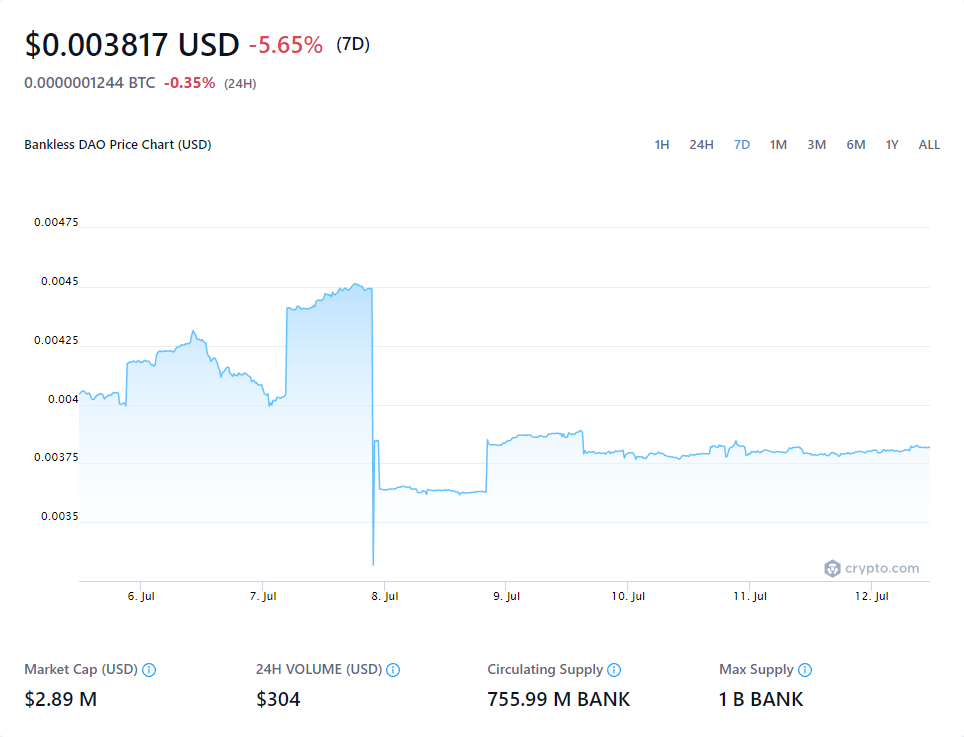 $0.003817 USD -5.65% (7D)
0.0000001244 BTC -0.35% (24H)
Bankless DAO Price Chart (USD)
1H 24H 7D 1M 3M 6M 1Y ALL
0.00475
0.0045
0.00425
0.004
0.00375
0.0035
crypto.com
6. Jul 7. Jul 8. Jul 9. Jul 10. Jul 11. Jul 12. Jul
Market Cap (USD) 24H VOLUME (USD) Circulating Supply Max Supply
$2.89 M $304 755.99 M BANK 1 B BANK